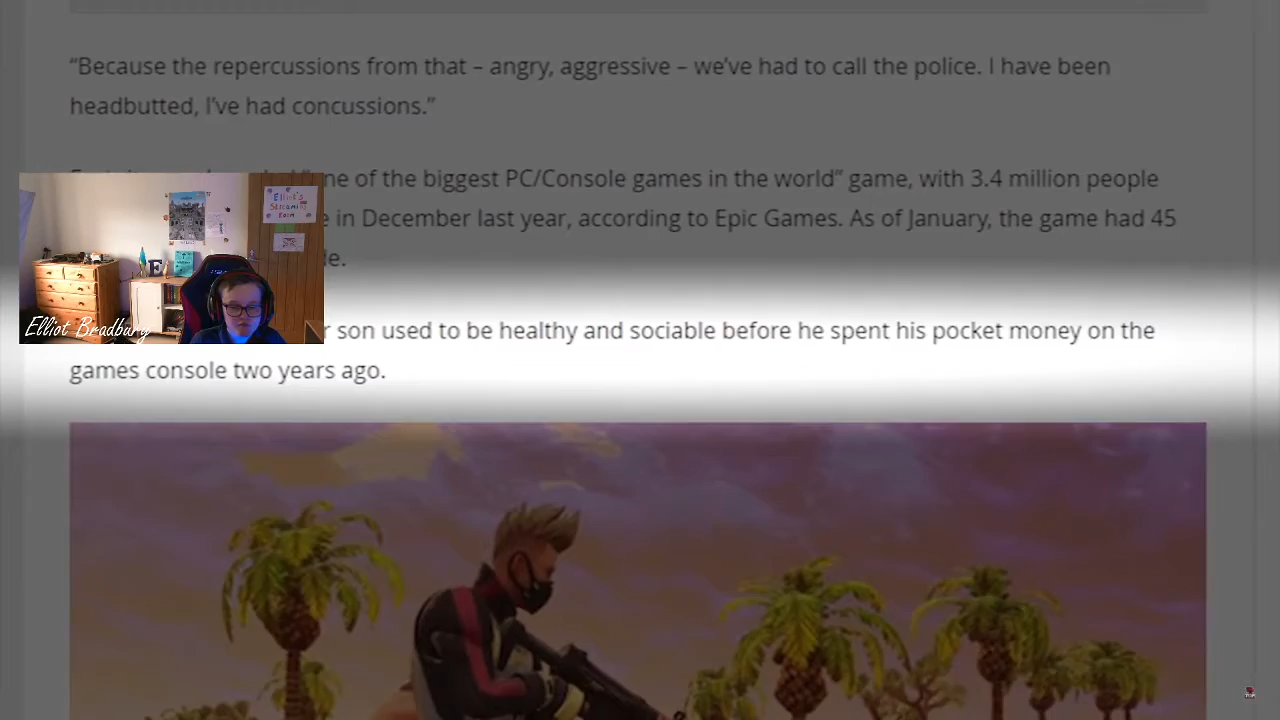 “Because the repercussions from that – angry, aggressive – we’ve had to call the police. I have been
headbutted, I’ve had concussions.”
of the biggest PC/Console games in the world” game, with 3.4 million people
in December last year, according to Epic Games. As of January, the game had 45
Elliot's
Streaming
Room
E
son used to be healthy and sociable before he spent his pocket money on the
Elliot Bradbury
games console two years ago.